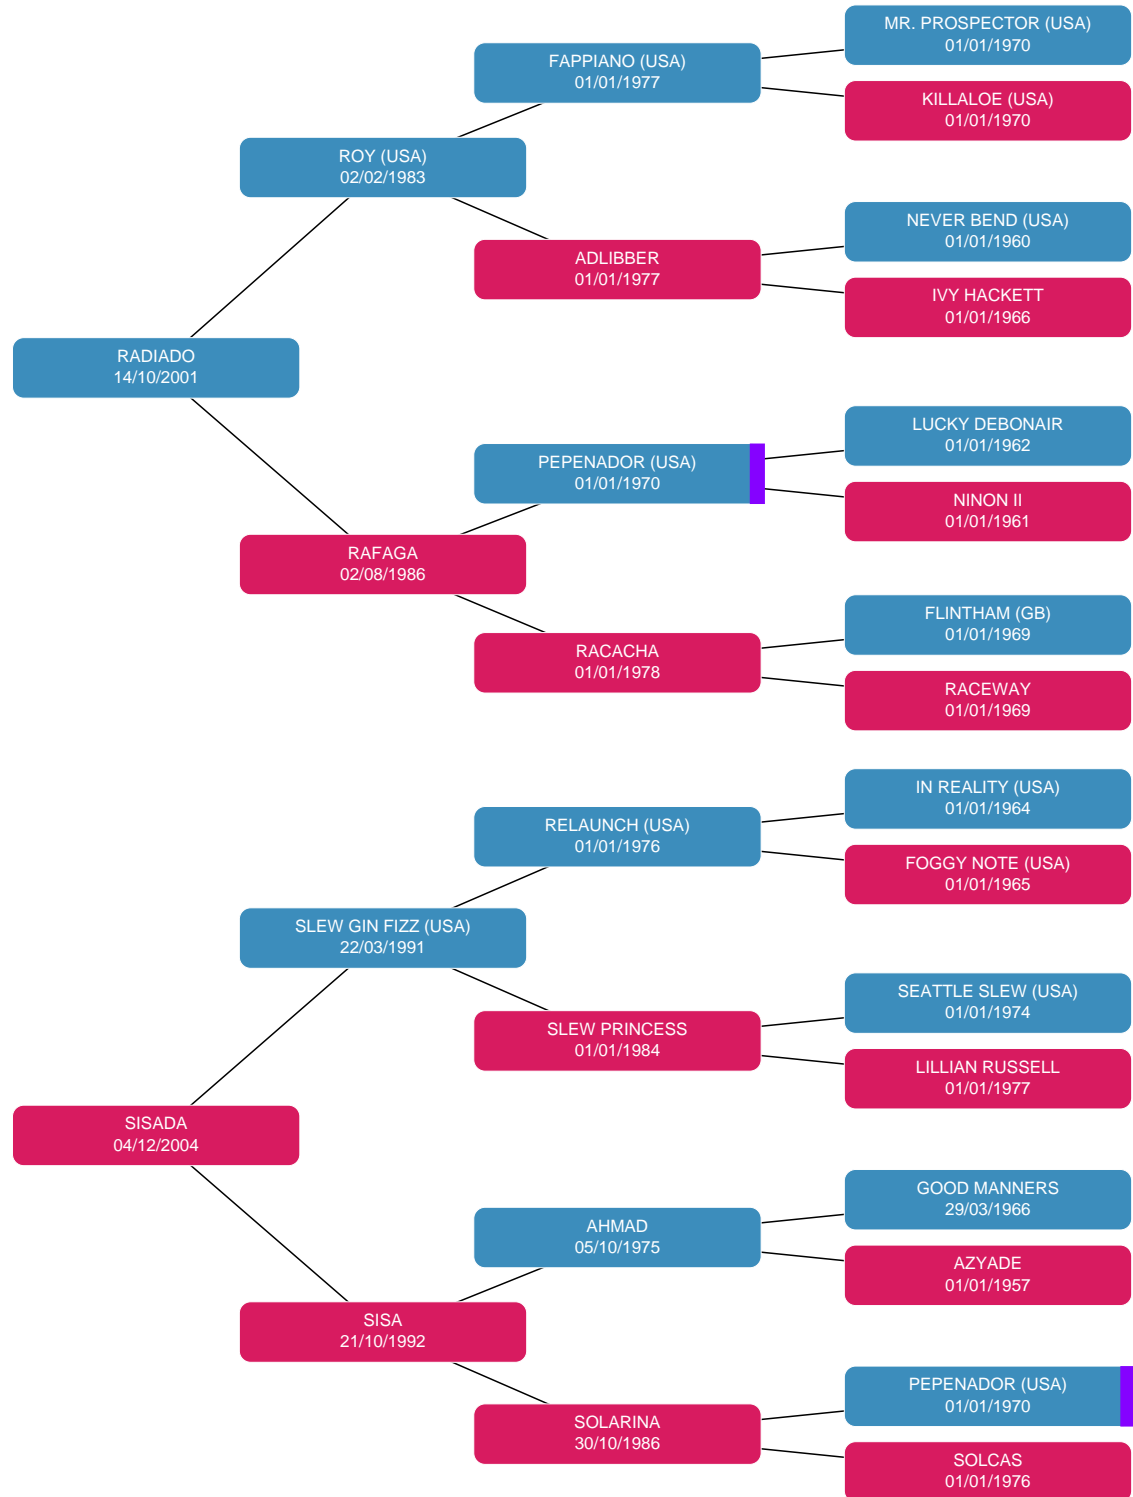 MR. PROSPECTOR (USA)
01/01/1970
FAPPIANO (USA)
01/01/1977
KILLALOE (USA)
01/01/1970
ROY (USA)
02/02/1983
NEVER BEND (USA)
01/01/1960
ADLIBBER
01/01/1977
IVY HACKETT
01/01/1966
RADIADO
14/10/2001
LUCKY DEBONAIR
01/01/1962
PEPENADOR (USA)
01/01/1970
NINON II
01/01/1961
RAFAGA
02/08/1986
FLINTHAM (GB)
01/01/1969
RACACHA
01/01/1978
RACEWAY
01/01/1969
IN REALITY (USA)
01/01/1964
RELAUNCH (USA)
01/01/1976
FOGGY NOTE (USA)
01/01/1965
SLEW GIN FIZZ (USA)
22/03/1991
SEATTLE SLEW (USA)
01/01/1974
SLEW PRINCESS
01/01/1984
LILLIAN RUSSELL
01/01/1977
SISADA
04/12/2004
GOOD MANNERS
29/03/1966
AHMAD
05/10/1975
AZYADE
01/01/1957
SISA
21/10/1992
PEPENADOR (USA)
01/01/1970
SOLARINA
30/10/1986
SOLCAS
01/01/1976